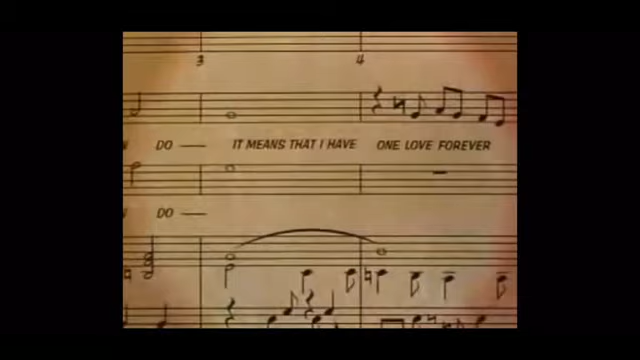 3 4
DO — IT MEANS THAT I HAVE ONE LOVE FOREVER
DO —